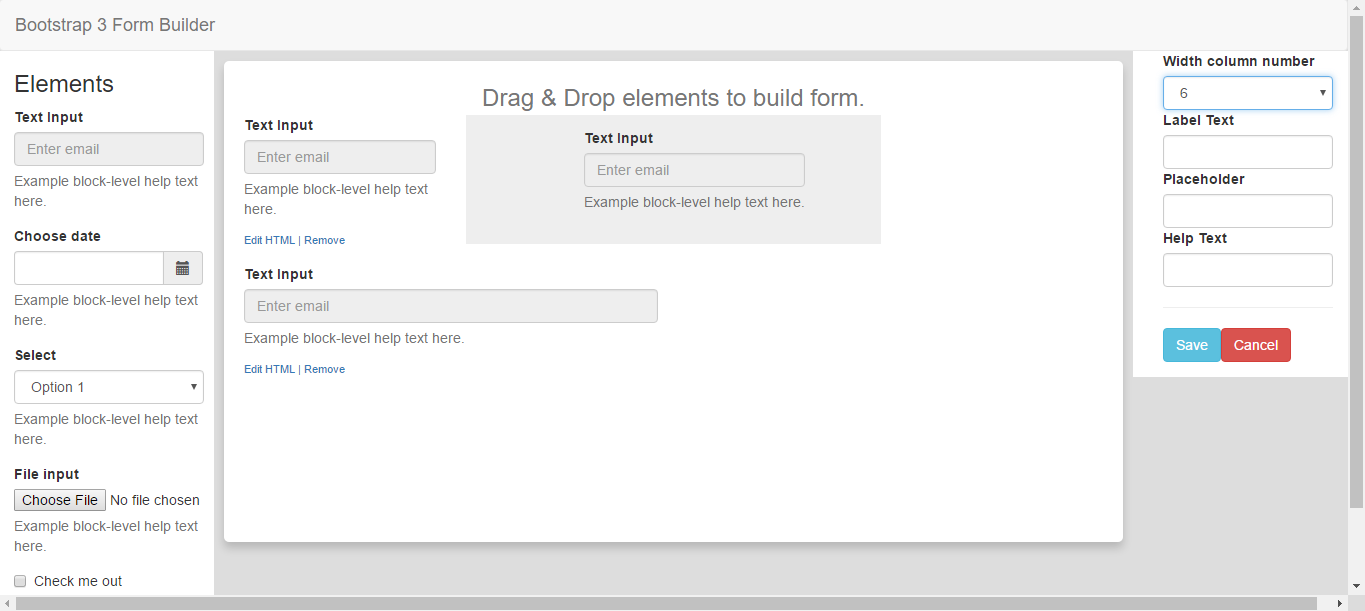 Bootstrap 3 Form Builder
Elements
Text Input
Enter email
Example block-level help text
here.
Choose date
Example block-level help text
here.
Select
Option 1
Example block-level help text
here.
File input
Choose File No file chosen
Example block-level help text
here.
Check me out
Drag & Drop elements to build form.
Text Input
Enter email
Example block-level help text
here.
Edit HTML | Remove
Text Input
Enter email
Example block-level help text here.
Text Input
Enter email
Example block-level help text here.
Edit HTML | Remove
Width column number
6
Label Text
Placeholder
Help Text
Save Cancel